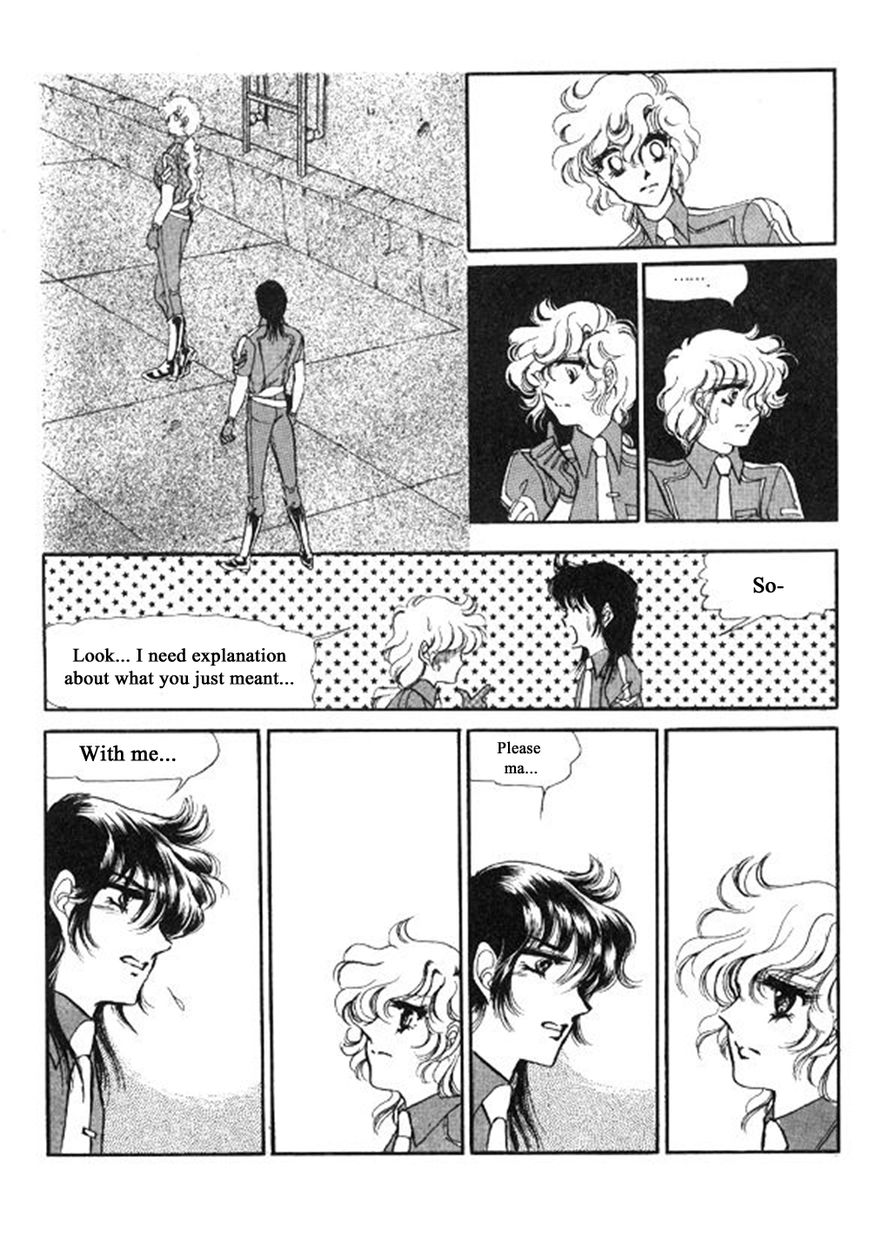 .......
So-
Look... I need explanation
about what you just meant...
Please
ma...
With me...